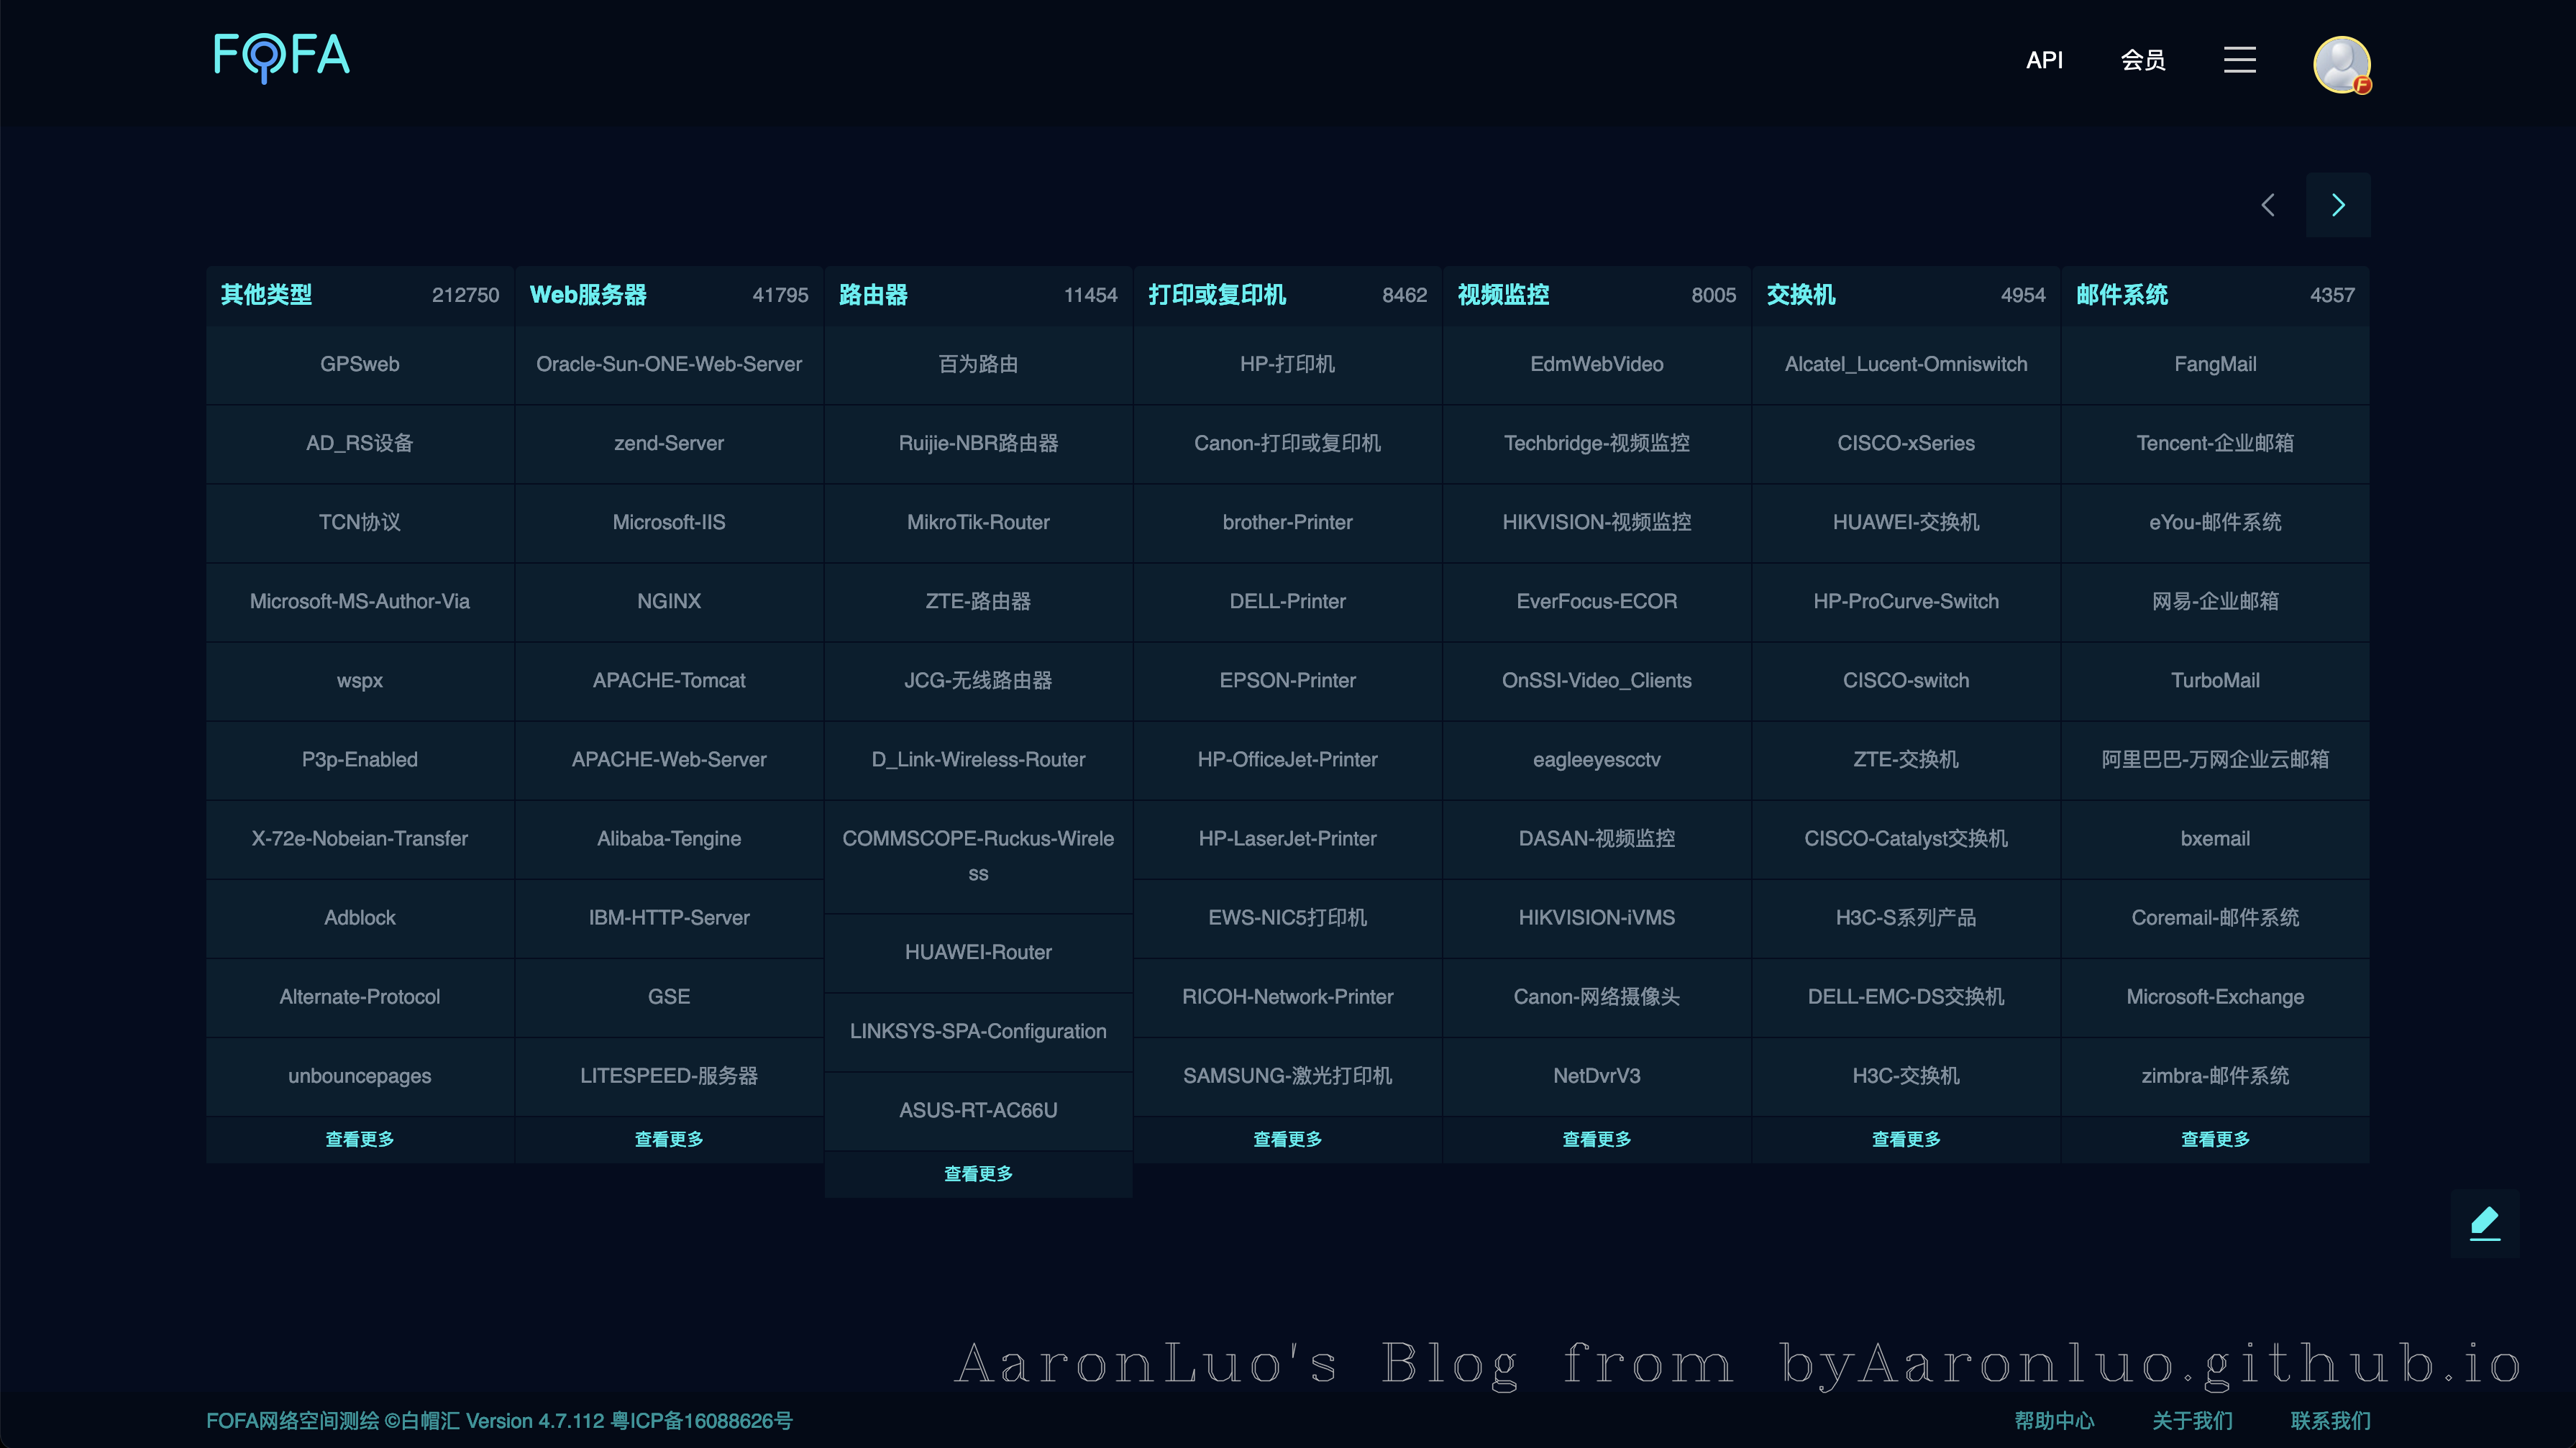 FOFA
API 会员
F
其他类型 212750
GPSweb
AD_RS设备
TCN协议
Microsoft-MS-Author-Via
wspx
P3p-Enabled
X-72e-Nobeian-Transfer
Adblock
Alternate-Protocol
unbouncepages
查看更多
Web服务器 41795
Oracle-Sun-ONE-Web-Server
zend-Server
Microsoft-IIS
NGINX
APACHE-Tomcat
APACHE-Web-Server
Alibaba-Tengine
IBM-HTTP-Server
GSE
LITESPEED-服务器
查看更多
路由器 11454
百为路由
Ruijie-NBR路由器
MikroTik-Router
ZTE-路由器
JCG-无线路由器
D_Link-Wireless-Router
COMMSCOPE-Ruckus-Wirele
ss
HUAWEI-Router
LINKSYS-SPA-Configuration
ASUS-RT-AC66U
查看更多
打印或复印机 8462
HP-打印机
Canon-打印或复印机
brother-Printer
DELL-Printer
EPSON-Printer
HP-OfficeJet-Printer
HP-LaserJet-Printer
EWS-NIC5打印机
RICOH-Network-Printer
SAMSUNG-激光打印机
查看更多
视频监控 8005
EdmWebVideo
Techbridge-视频监控
HIKVISION-视频监控
EverFocus-ECOR
OnSSI-Video_Clients
eagleeyescctv
DASAN-视频监控
HIKVISION-iVMS
Canon-网络摄像头
NetDvrV3
查看更多
交换机 4954
Alcatel_Lucent-Omniswitch
CISCO-xSeries
HUAWEI-交换机
HP-ProCurve-Switch
CISCO-switch
ZTE-交换机
CISCO-Catalyst交换机
H3C-S系列产品
DELL-EMC-DS交换机
H3C-交换机
查看更多
邮件系统 4357
FangMail
Tencent-企业邮箱
eYou-邮件系统
网易-企业邮箱
TurboMail
阿里巴巴-万网企业云邮箱
bxemail
Coremail-邮件系统
Microsoft-Exchange
zimbra-邮件系统
查看更多
AaronLuo's Blog from byAaronluo.github.io
FOFA网络空间测绘 ©白帽汇 Version 4.7.112 粤ICP备16088626号
帮助中心 关于我们 联系我们